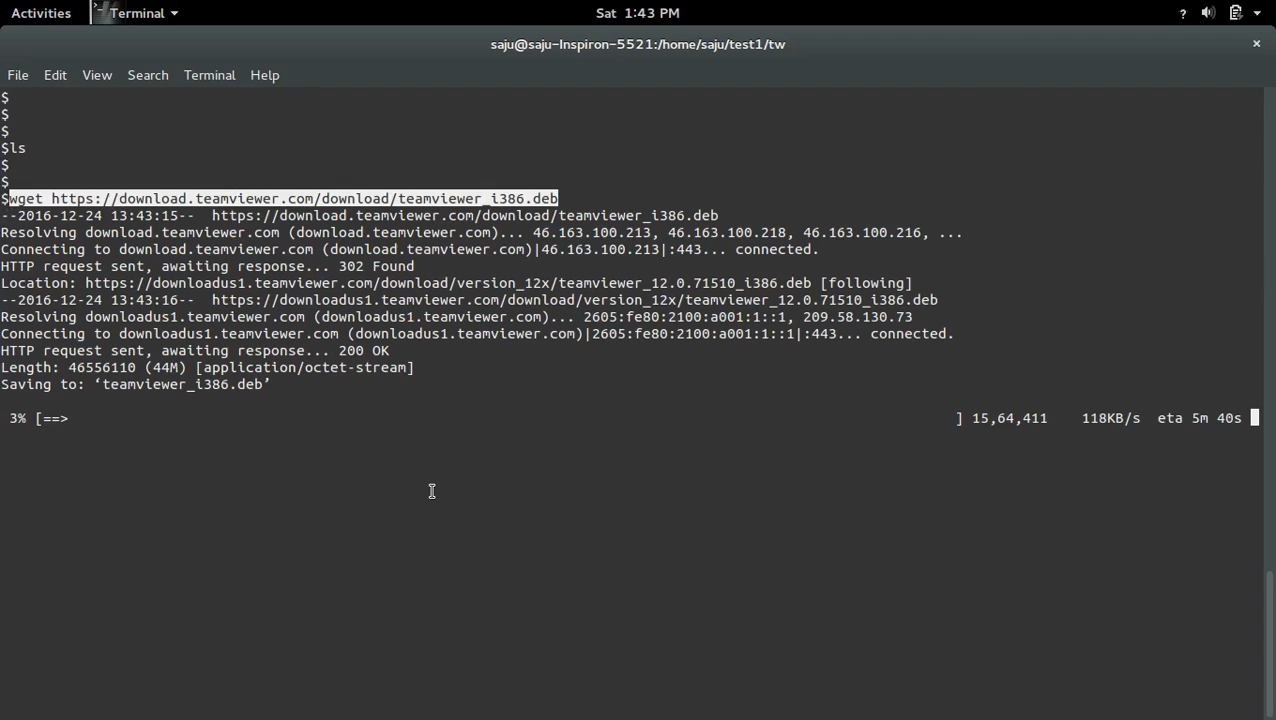 Activities
Terminal
Sat 1:43 PM
?
saju@saju-Inspiron-5521:/home/saju/test1/tw
×
File Edit View Search Terminal Help
$
$
$
$ls
$
$
$wget https://download.teamviewer.com/download/teamviewer_i386.deb
--2016-12-24 13:43:15--  https://download.teamviewer.com/download/teamviewer_i386.deb
Resolving download.teamviewer.com (download.teamviewer.com)... 46.163.100.213, 46.163.100.218, 46.163.100.216, ...
Connecting to download.teamviewer.com (download.teamviewer.com)|46.163.100.213|:443... connected.
HTTP request sent, awaiting response... 302 Found
Location: https://downloadus1.teamviewer.com/download/version_12x/teamviewer_12.0.71510_i386.deb [following]
--2016-12-24 13:43:16--  https://downloadus1.teamviewer.com/download/version_12x/teamviewer_12.0.71510_i386.deb
Resolving downloadus1.teamviewer.com (downloadus1.teamviewer.com)... 2605:fe80:2100:a001:1::1, 209.58.130.73
Connecting to downloadus1.teamviewer.com (downloadus1.teamviewer.com)|2605:fe80:2100:a001:1::1|:443... connected.
HTTP request sent, awaiting response... 200 OK
Length: 46556110 (44M) [application/octet-stream]
Saving to: ‘teamviewer_i386.deb’
3% [==> ] 15,64,411 118KB/s eta 5m 40s